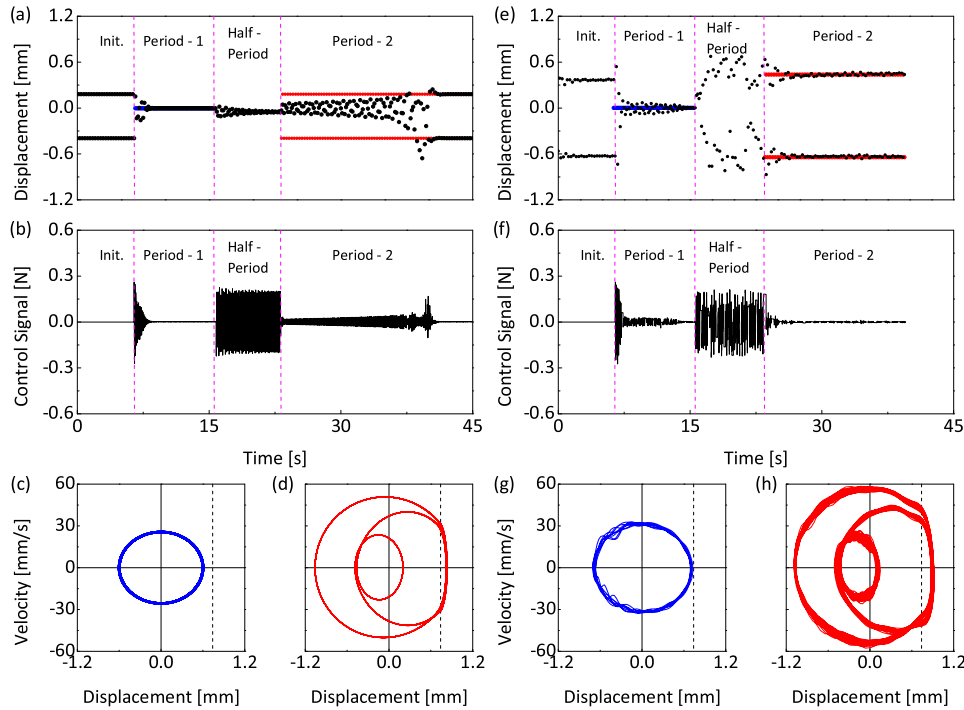 (a)
1.2
0.6
0.0
-0.6
-1.2
Displacement [mm]
Init.
Period - 1
Half -
Period
Period - 2
(e)
1.2
0.6
0.0
-0.6
-1.2
Displacement [mm]
Init.
Period - 1
Half -
Period
Period - 2
(b)
0.6
0.3
0.0
-0.3
-0.6
Control Signal [N]
Init.
Period - 1
Half -
Period
Period - 2
0
15
30
45
Time [s]
(f)
0.6
0.3
0.0
-0.3
-0.6
Control Signal [N]
Init.
Period - 1
Half -
Period
Period - 2
0
15
30
45
Time [s]
(c)
60
30
0
-30
-60
Velocity [mm/s]
-1.2
0.0
1.2
Displacement [mm]
(d)
-1.2
0.0
1.2
Displacement [mm]
(g)
60
30
0
-30
-60
Velocity [mm/s]
-1.2
0.0
1.2
Displacement [mm]
(h)
-1.2
0.0
1.2
Displacement [mm]